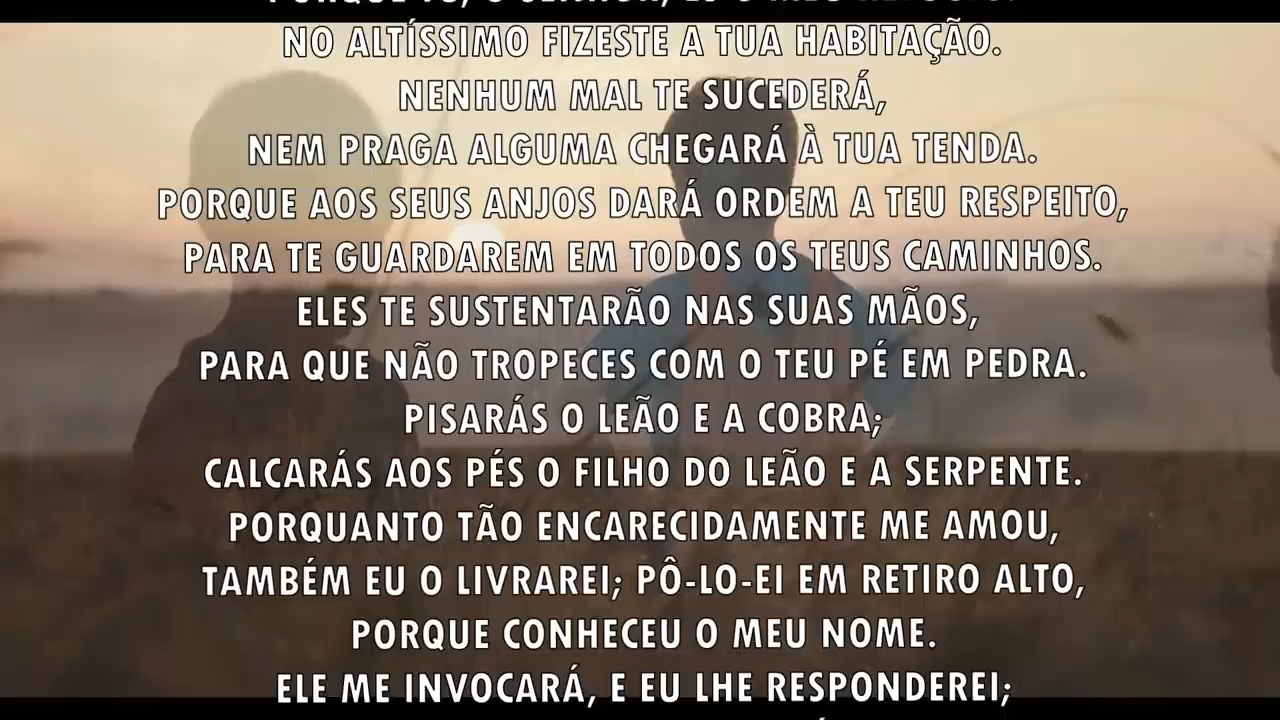 NO ALTÍSSIMO FIZESTE A TUA HABITAÇÃO.
NENHUM MAL TE SUCEDERÁ,
NEM PRAGA ALGUMA CHEGARÁ À TUA TENDA.
PORQUE AOS SEUS ANJOS DARÁ ORDEM A TEU RESPEITO,
PARA TE GUARDAREM EM TODOS OS TEUS CAMINHOS.
ELES TE SUSTENTARÃO NAS SUAS MÃOS,
PARA QUE NÃO TROPECES COM O TEU PÉ EM PEDRA.
PISARÁS O LEÃO E A COBRA;
CALCARÁS AOS PÉS O FILHO DO LEÃO E A SERPENTE.
PORQUANTO TÃO ENCARECIDAMENTE ME AMOU,
TAMBÉM EU O LIVRAREI; PÔ-LO-EI EM RETIRO ALTO,
PORQUE CONHECEU O MEU NOME.
ELE ME INVOCARÁ, E EU LHE RESPONDEREI;